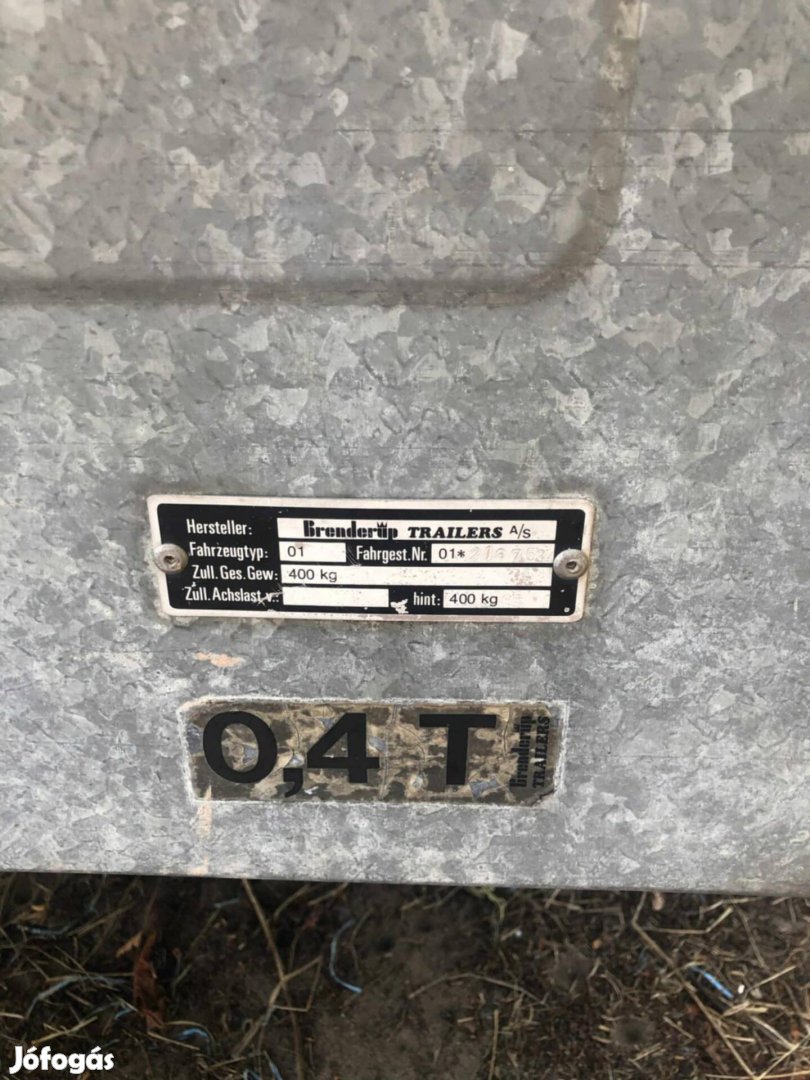 Hersteller: Brenderup TRAILERS A/S
Fahrzeugtyp: 01 Fahrgest.Nr. 01*
Zull.Ges.Gew: 400 kg
Zull.Achslast v.: hint: 400 kg
0,4 T Brenderup TRAILERS
Jófogás